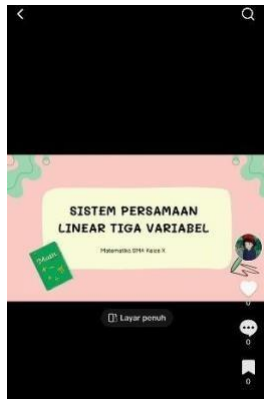 SISTEM PERSAMAAN
LINEAR TIGA VARIABEL
Matematika SMA Kelas X
Layar penuh
0
0
0